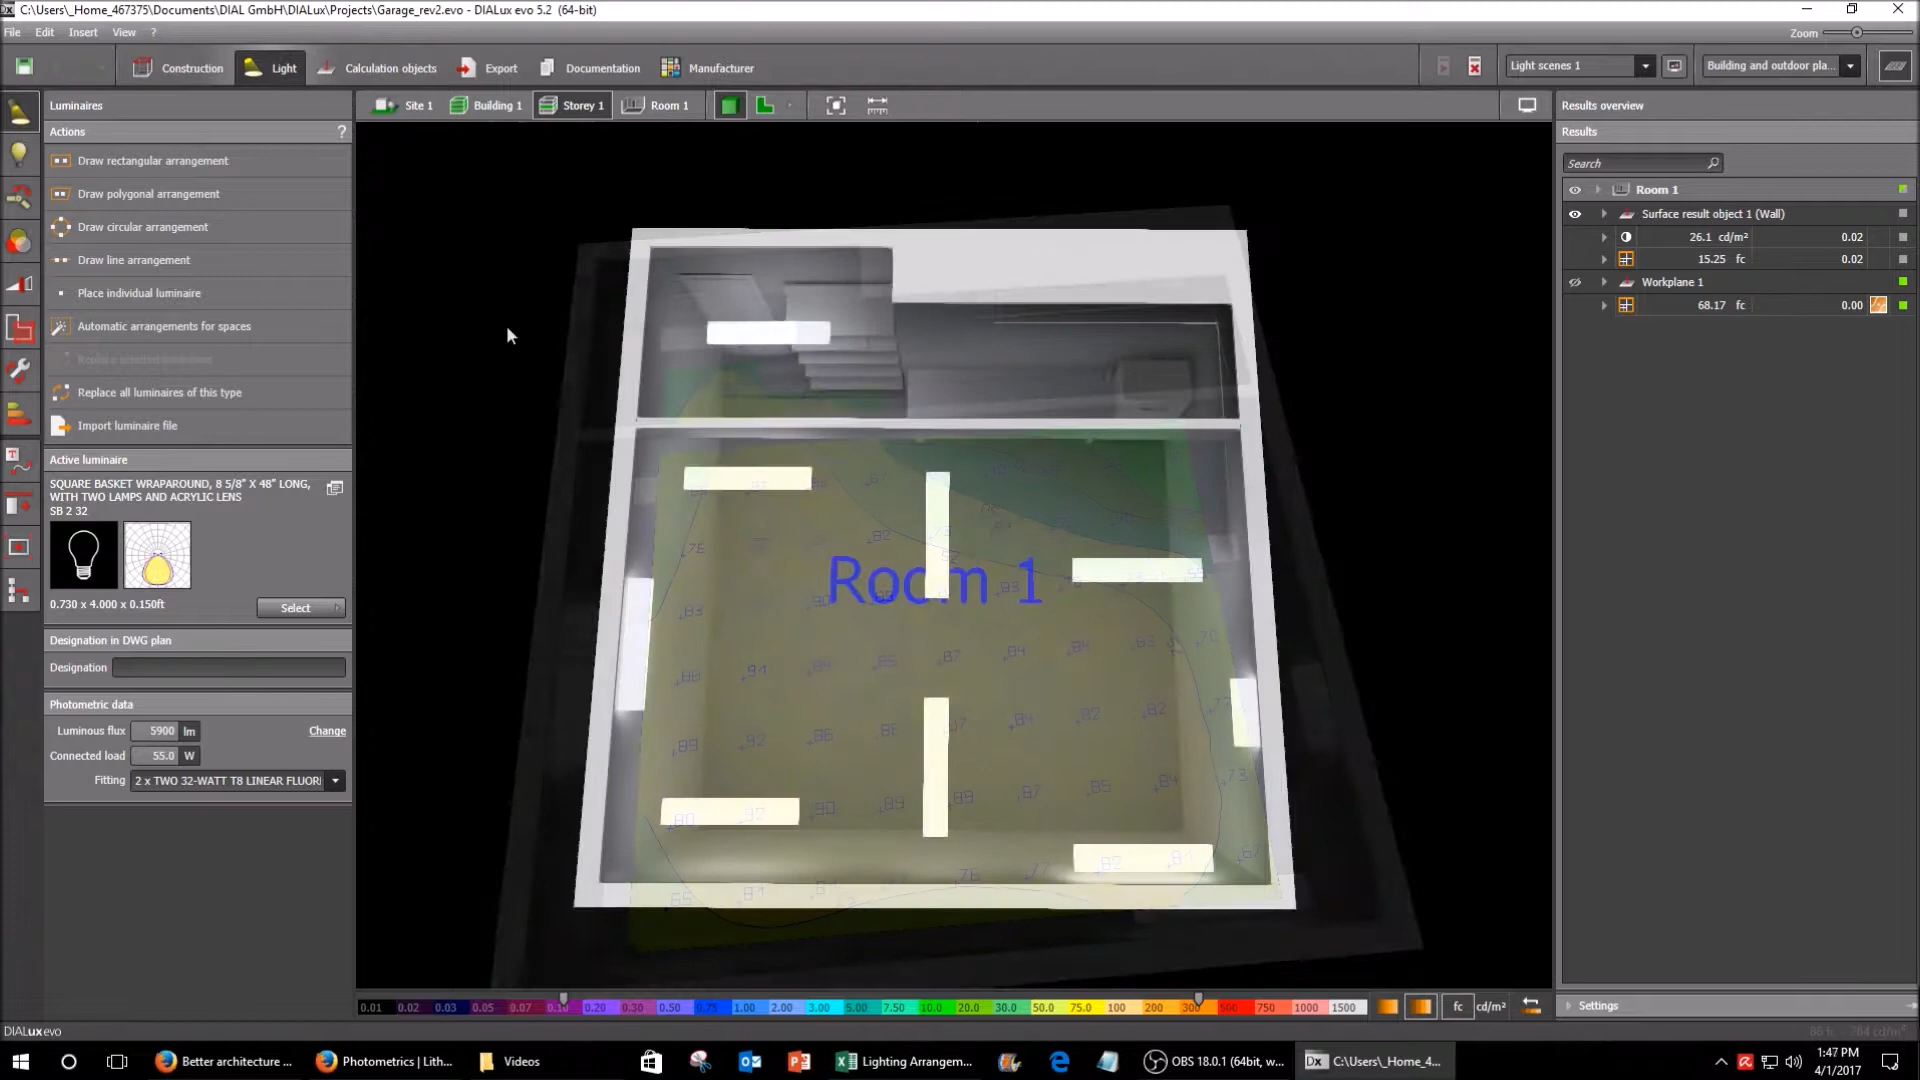 C:\Users\_Home_467375\Documents\DIAL GmbH\DIALux\Projects\Garage_rev2.evo - DIALux evo 5.2 (64-bit)
File Edit Insert View ?
Zoom
Construction Light Calculation objects Export Documentation Manufacturer
Light scenes 1 Building and outdoor pla...
Luminaires
Site 1 Building 1 Storey 1 Room 1
Results overview
Actions ?
Results
Search
Draw rectangular arrangement
Draw polygonal arrangement
Draw circular arrangement
Draw line arrangement
Place individual luminaire
Automatic arrangements for spaces
Replace all luminaires of this type
Import luminaire file
Room 1
Surface result object 1 (Wall)
26.1 cd/m² 0.02
15.25 fc 0.02
Workplane 1
68.17 fc 0.00
Active luminaire
SQUARE BASKET WRAPAROUND, 8 5/8" X 48" LONG,
WITH TWO LAMPS AND ACRYLIC LENS
SB 2 32
0.730 x 4.000 x 0.150ft Select
Designation in DWG plan
Designation
Photometric data
Luminous flux 5900 lm Change
Connected load 55.0 W
Fitting 2 x TWO 32-WATT T8 LINEAR FLUOR
Room 1
0.01 0.02 0.03 0.05 0.07 0.10 0.20 0.30 0.50 0.75 1.00 2.00 3.00 5.00 7.50 10.0 20.0 30.0 50.0 75.0 100 200 300 500 750 1000 1500 fc cd/m²
Settings
DIALux evo
Better architecture ... Photometrics | Lith... Videos Lighting Arrangem... OBS 18.0.1 (64bit, w... C:\Users\_Home_4...
1:47 PM
4/1/2017